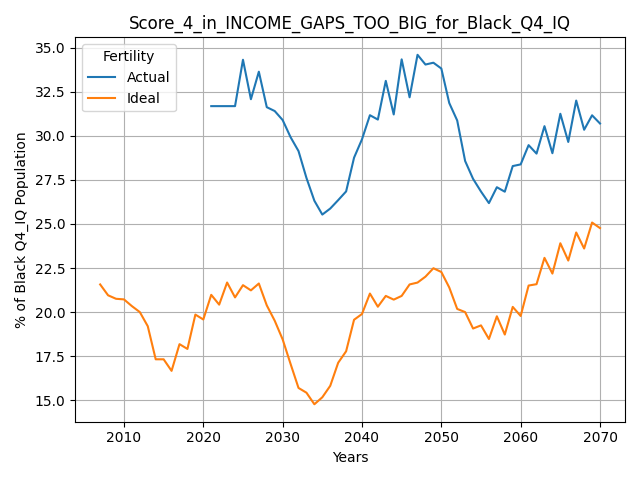 Score_4_in_INCOME_GAPS_TOO_BIG_for_Black_Q4_IQ
Fertility
Actual
Ideal
% of Black Q4_IQ Population
35.0
32.5
30.0
27.5
25.0
22.5
20.0
17.5
15.0
2010
2020
2030
2040
2050
2060
2070
Years